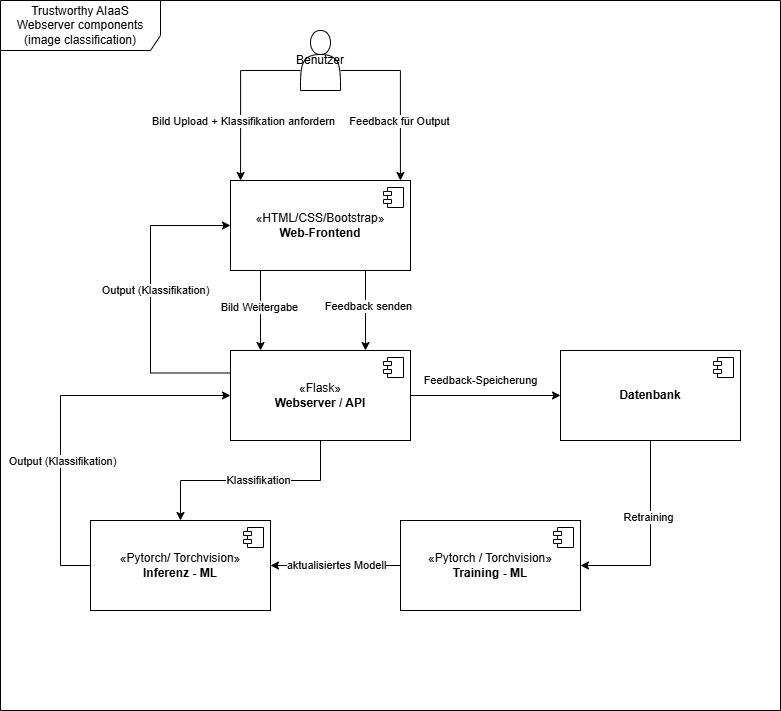 Trustworthy AIaaS
Webserver components
(image classification)
Benutzer
Bild Upload + Klassifikation anfordern
Feedback für Output
«HTML/CSS/Bootstrap»
Web-Frontend
Output (Klassifikation)
Bild Weitergabe
Feedback senden
«Flask»
Webserver / API
Feedback-Speicherung
Datenbank
Output (Klassifikation)
Klassifikation
Retraining
«Pytorch/ Torchvision»
Inferenz - ML
aktualisiertes Modell
«Pytorch / Torchvision»
Training - ML